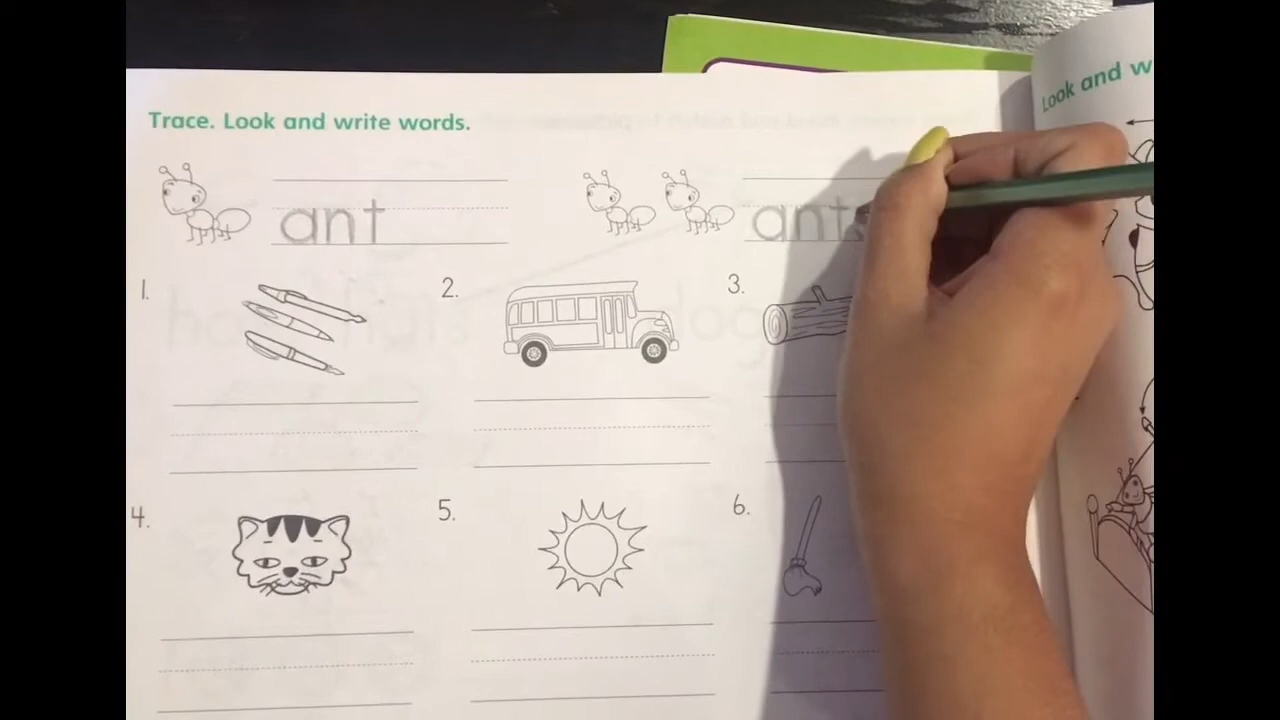 Trace. Look and write words.
Look and w
ant
ants
1.
2.
3.
4.
5.
6.